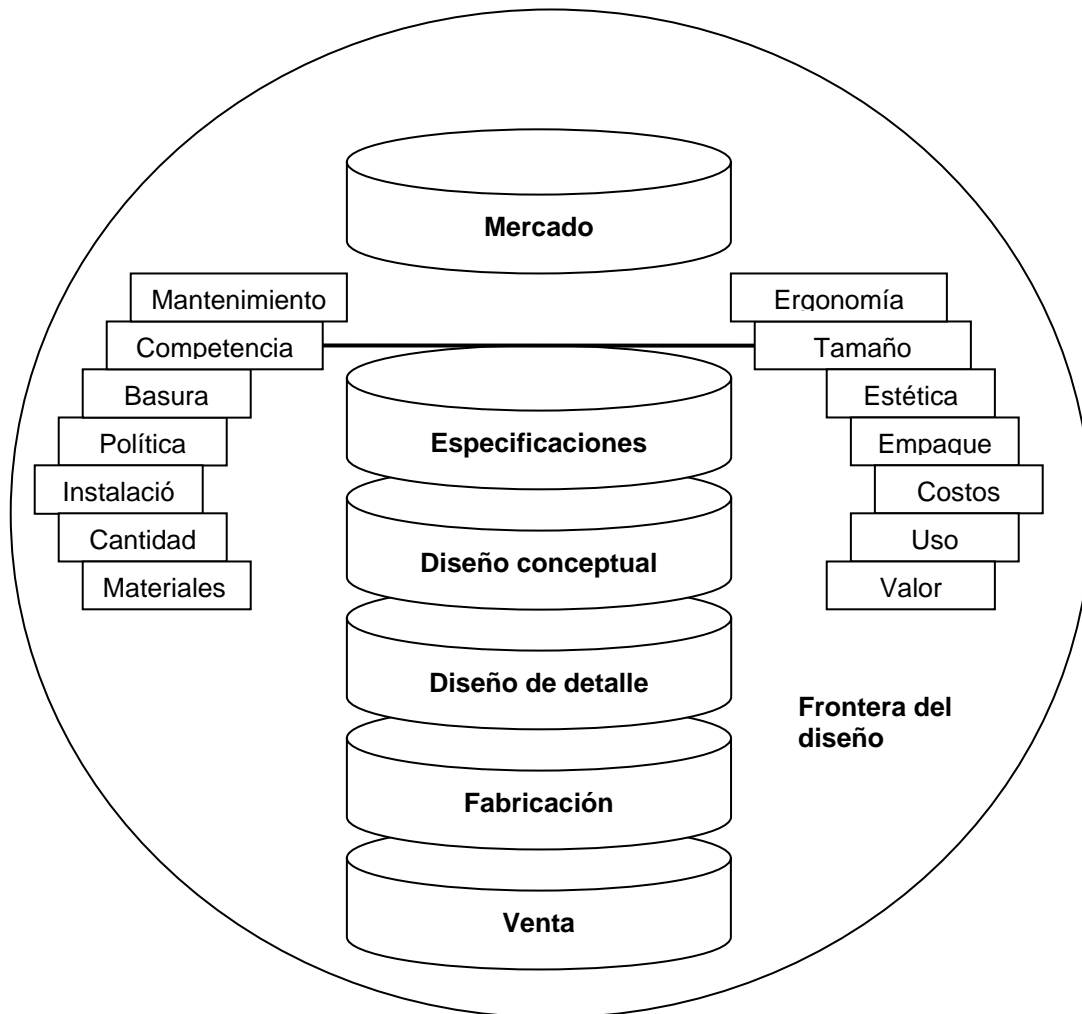 Mercado
Mantenimiento
Ergonomía
Competencia
Tamaño
Basura
Estética
Política
Especificaciones
Empaque
Instalació
Costos
Cantidad
Diseño conceptual
Uso
Materiales
Valor
Diseño de detalle
Frontera del
diseño
Fabricación
Venta